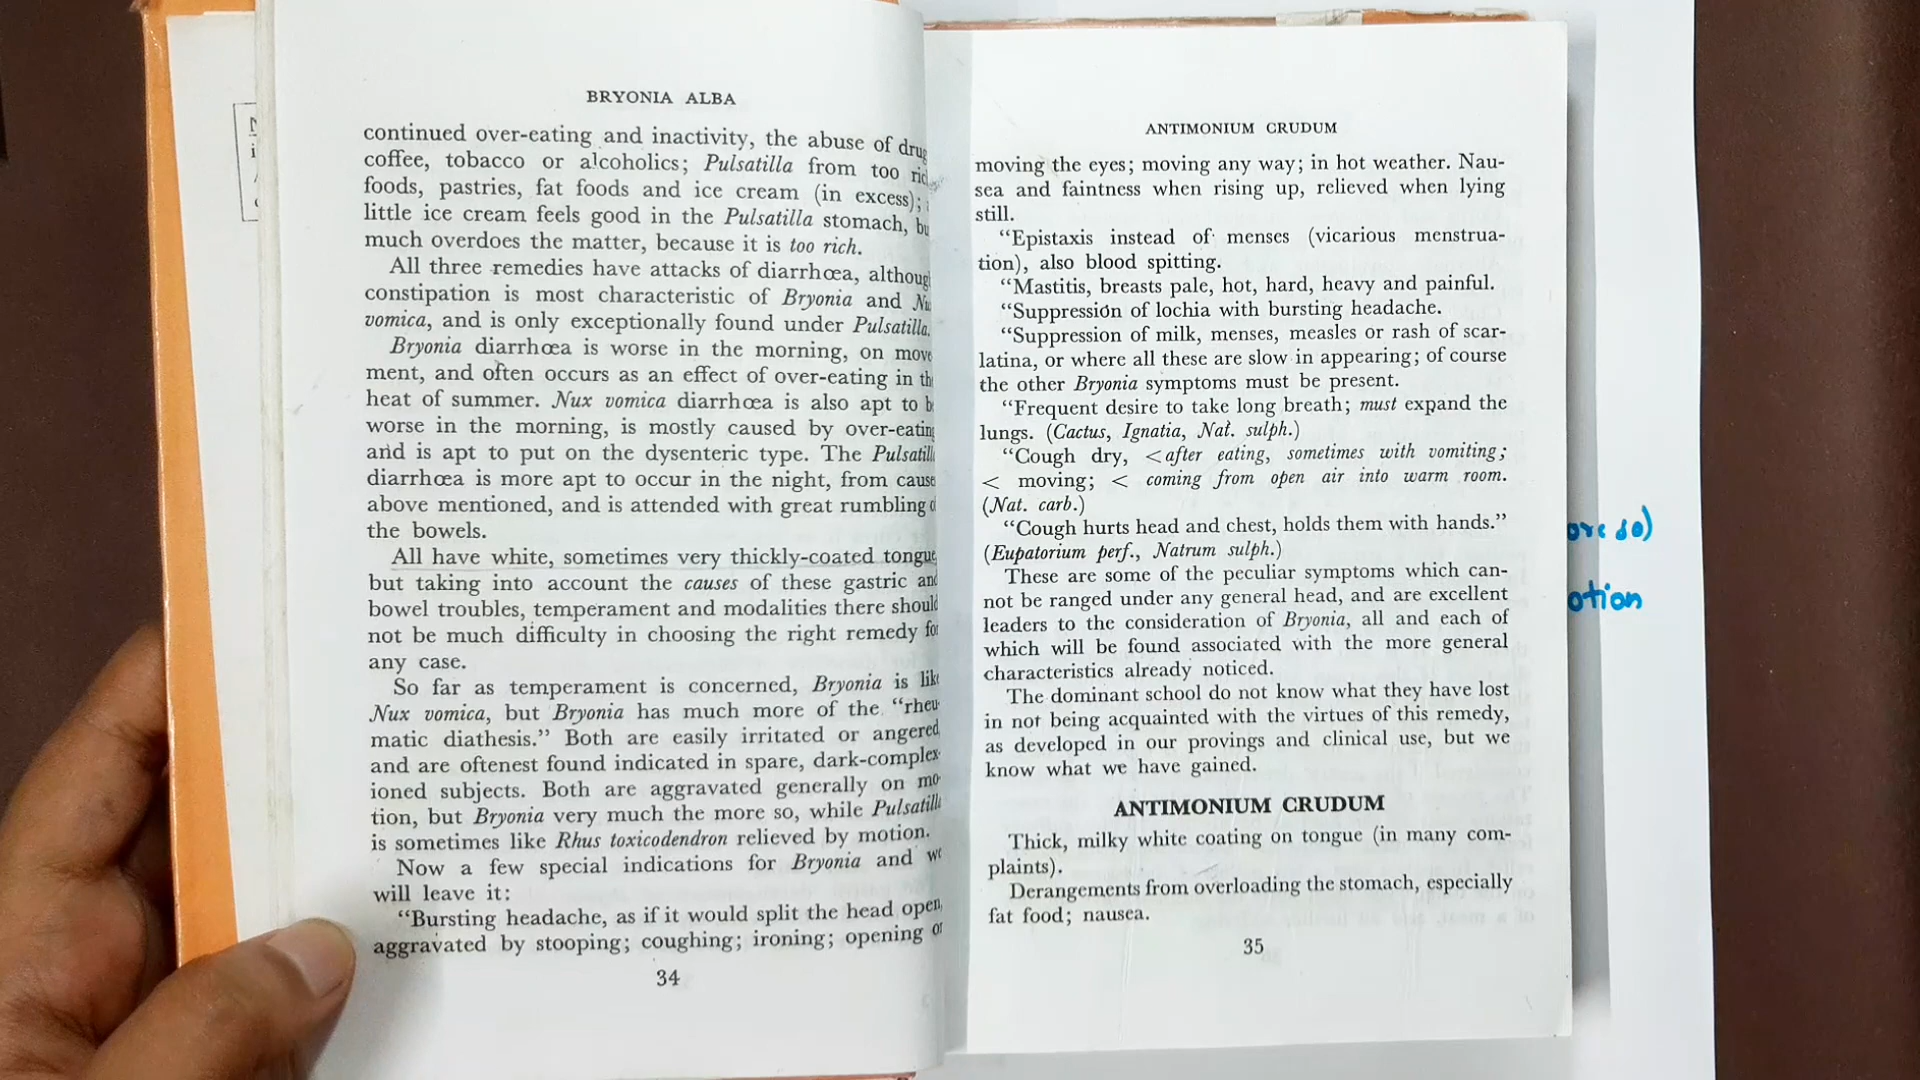 BRYONIA ALBA
continued over-eating and inactivity, the abuse of drug
coffee, tobacco or alcoholics; Pulsatilla from too ric
foods, pastries, fat foods and ice cream (in excess);
little ice cream feels good in the Pulsatilla stomach, bu
much overdoes the matter, because it is too rich.
All three remedies have attacks of diarrhœa, althoug
constipation is most characteristic of Bryonia and Nu
vomica, and is only exceptionally found under Pulsatilla.
Bryonia diarrhœa is worse in the morning, on move
ment, and often occurs as an effect of over-eating in th
heat of summer. Nux vomica diarrhœa is also apt to b
worse in the morning, is mostly caused by over-eating
and is apt to put on the dysenteric type. The Pulsatill
diarrhœa is more apt to occur in the night, from cause
above mentioned, and is attended with great rumbling o
the bowels.
All have white, sometimes very thickly-coated tongue
but taking into account the causes of these gastric and
bowel troubles, temperament and modalities there should
not be much difficulty in choosing the right remedy for
any case.
So far as temperament is concerned, Bryonia is like
Nux vomica, but Bryonia has much more of the "rheu-
matic diathesis." Both are easily irritated or angered,
and are oftenest found indicated in spare, dark-complex-
ioned subjects. Both are aggravated generally on mo-
tion, but Bryonia very much the more so, while Pulsatilla
is sometimes like Rhus toxicodendron relieved by motion.
Now a few special indications for Bryonia and we
will leave it:
"Bursting headache, as if it would split the head open,
aggravated by stooping; coughing; ironing; opening or
34
ANTIMONIUM CRUDUM
moving the eyes; moving any way; in hot weather. Nau-
sea and faintness when rising up, relieved when lying
still.
"Epistaxis instead of menses (vicarious menstrua-
tion), also blood spitting.
"Mastitis, breasts pale, hot, hard, heavy and painful.
"Suppression of lochia with bursting headache.
"Suppression of milk, menses, measles or rash of scar-
latina, or where all these are slow in appearing; of course
the other Bryonia symptoms must be present.
"Frequent desire to take long breath; must expand the
lungs. (Cactus, Ignatia, Nat. sulph.)
"Cough dry, <after eating, sometimes with vomiting;
< moving; < coming from open air into warm room.
(Nat. carb.)
"Cough hurts head and chest, holds them with hands."
(Eupatorium perf., Natrum sulph.)
These are some of the peculiar symptoms which can-
not be ranged under any general head, and are excellent
leaders to the consideration of Bryonia, all and each of
which will be found associated with the more general
characteristics already noticed.
The dominant school do not know what they have lost
in not being acquainted with the virtues of this remedy,
as developed in our provings and clinical use, but we
know what we have gained.
ANTIMONIUM CRUDUM
Thick, milky white coating on tongue (in many com-
plaints).
Derangements from overloading the stomach, especially
fat food; nausea.
35
ore so)
otion